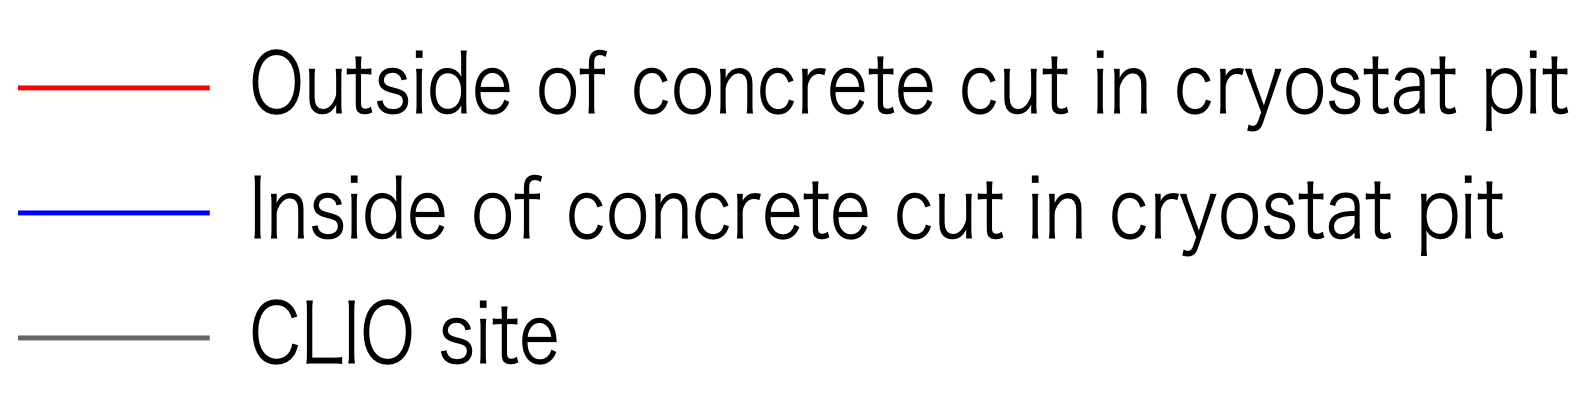 Outside of concrete cut in cryostat pit
Inside of concrete cut in cryostat pit
CLIO site